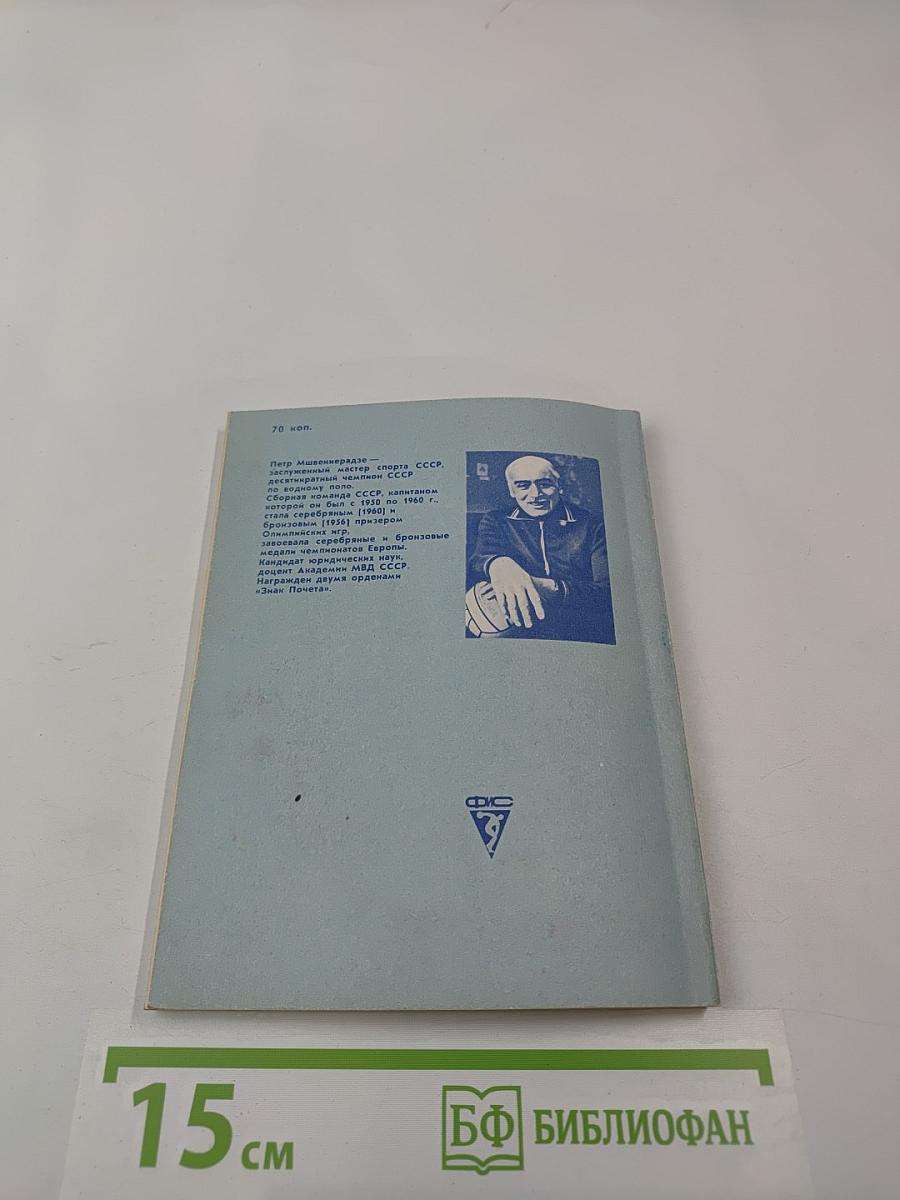 70 коп.
Петр Мшвениерадзе —
заслуженный мастер спорта СССР,
десятикратный чемпион СССР
по водному поло.
Сборная команда СССР, капитаном
которой он был с 1950 по 1960 г.,
стала серебряным (1960) и
бронзовым (1956) призером
Олимпийских игр,
завоевала серебряные и бронзовые
медали чемпионатов Европы.
Кандидат юридических наук,
доцент Академии МВД СССР.
Награжден двумя орденами
«Знак Почета».
ФИС
15 см
БФ БИБЛИОФАН